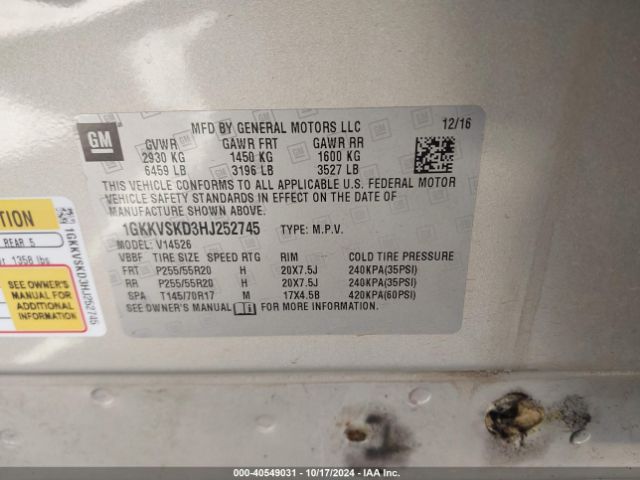 GM
MFD BY GENERAL MOTORS LLC 12/16
GVWR GAWR FRT GAWR RR
2930 KG 1450 KG 1600 KG
6459 LB 3196 LB 3527 LB
THIS VEHICLE CONFORMS TO ALL APPLICABLE U.S. FEDERAL MOTOR
VEHICLE SAFETY STANDARDS IN EFFECT ON THE DATE OF
MANUFACTURE SHOWN ABOVE.
1GKKVSKD3HJ252745 TYPE: M.P.V.
MODEL: V14526
VBBF TIRE SIZE SPEED RTG RIM COLD TIRE PRESSURE
FRT P255/55R20 H 20X7.5J 240KPA(35PSI)
RR P255/55R20 H 20X7.5J 240KPA(35PSI)
SPA T145/70R17 M 17X4.5B 420KPA(60PSI)
SEE OWNER'S MANUAL FOR MORE INFORMATION.
TION
REAR 5
or 1358 lbs
SEE OWNER'S
MANUAL FOR
ADDITIONAL
INFORMATION
1GKKVSKD3HJ252745
000-40549031 - 10/17/2024 - IAA Inc.